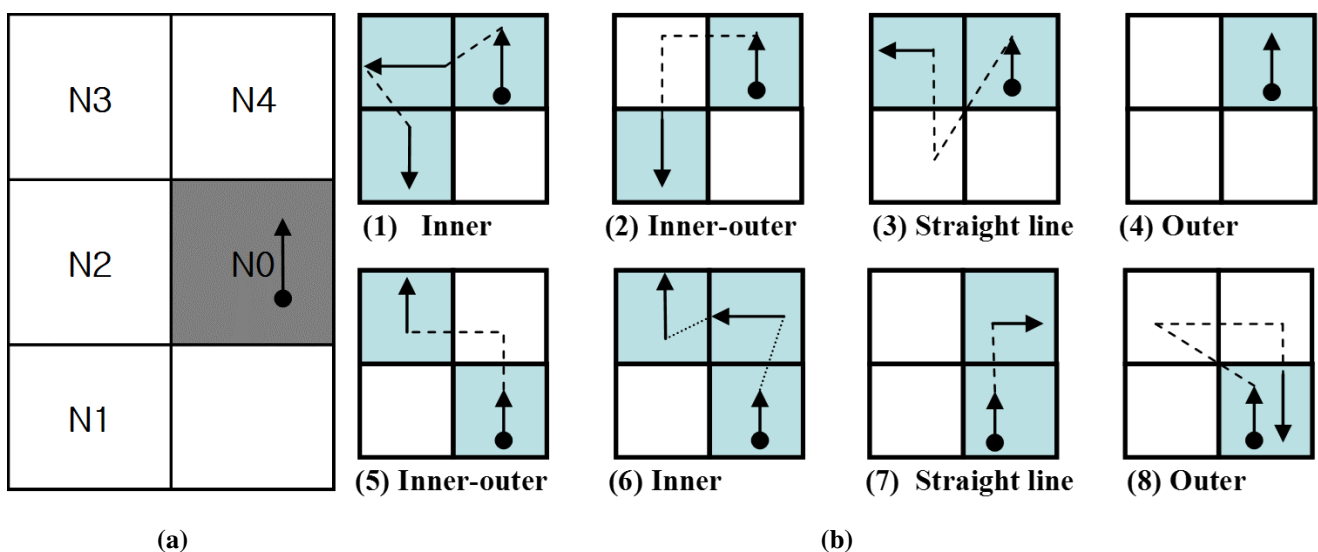 N3 N4
N2 N0
N1
(1) Inner
(2) Inner-outer
(3) Straight line
(4) Outer
(5) Inner-outer
(6) Inner
(7) Straight line
(8) Outer
(a)
(b)